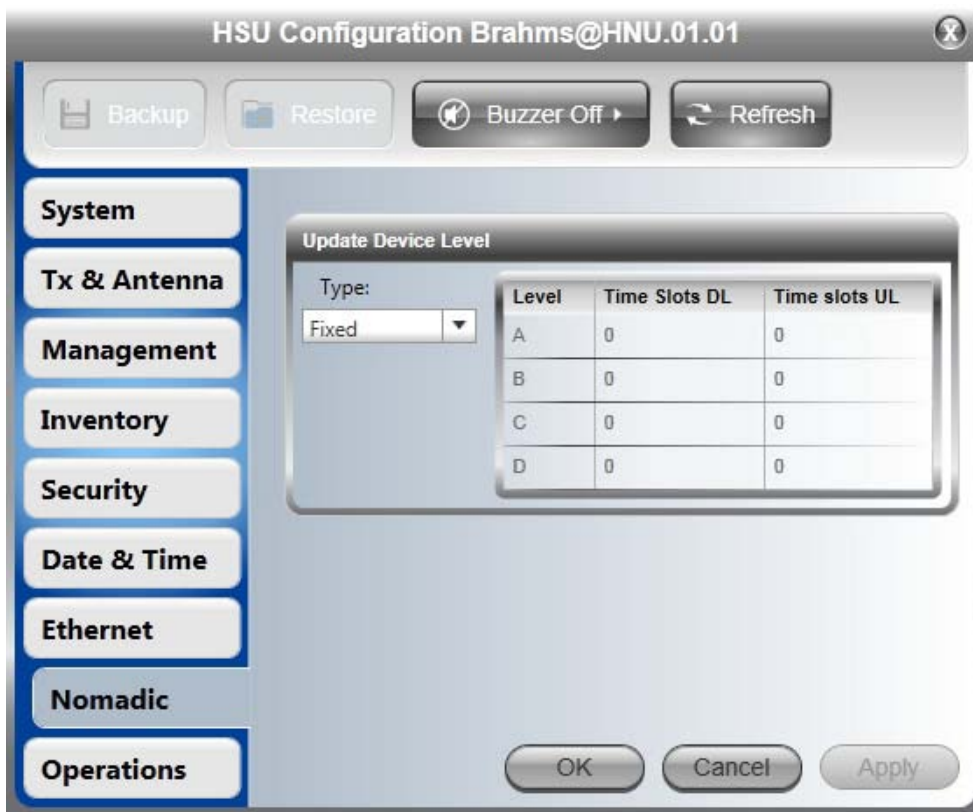 HSU Configuration Brahms@HNU.01.01
X
Backup Restore Buzzer Off Refresh
System
Tx & Antenna
Management
Inventory
Security
Date & Time
Ethernet
Nomadic
Operations
Update Device Level
Type:
Fixed
Level Time Slots DL Time slots UL
A 0 0
B 0 0
C 0 0
D 0 0
OK Cancel Apply